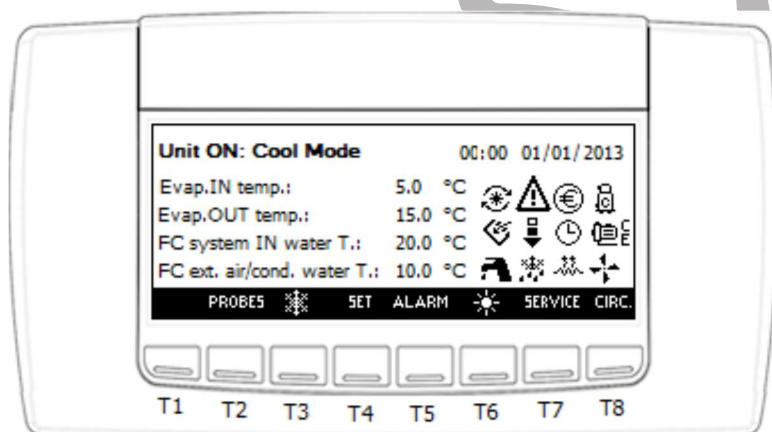 Unit ON: Cool Mode 00:00 01/01/2013
Evap.IN temp.: 5.0 °C
Evap.OUT temp.: 15.0 °C
FC system IN water T.: 20.0 °C
FC ext. air/cond. water T.: 10.0 °C
PROBES SET ALARM SERVICE CIRC.
T1 T2 T3 T4 T5 T6 T7 T8